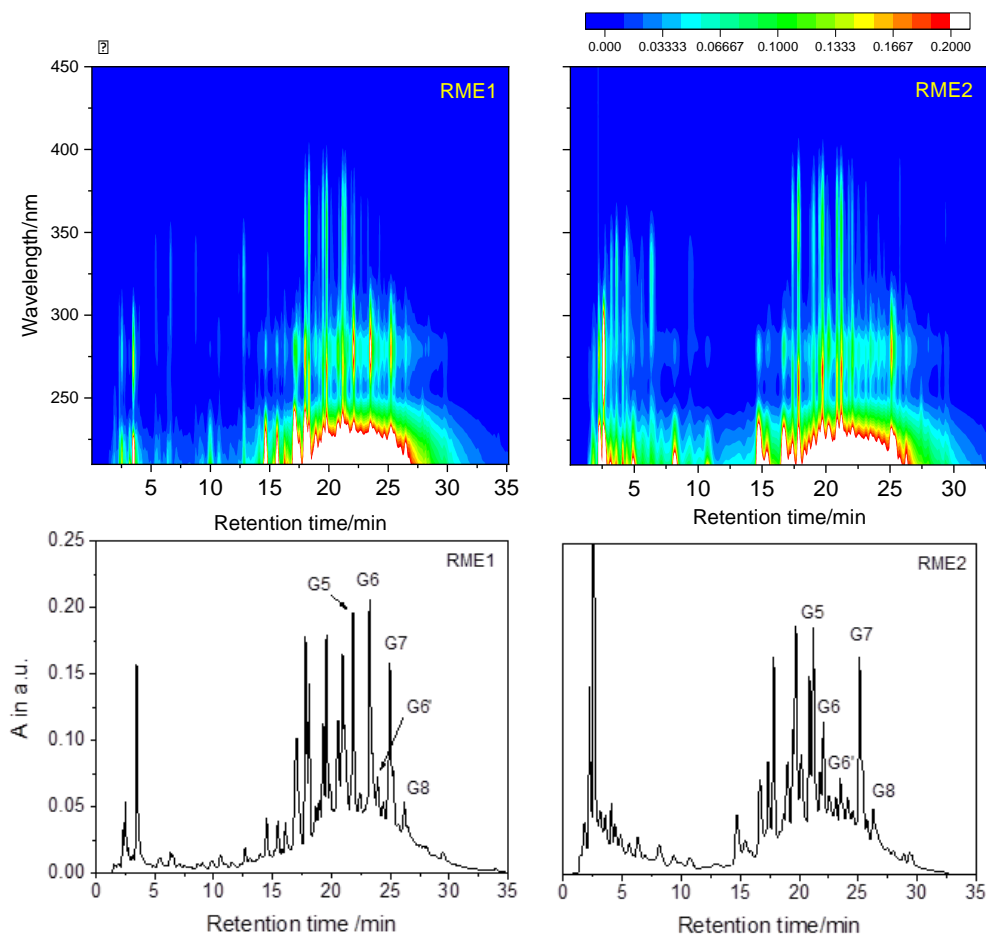 0.000 0.03333 0.06667 0.1000 0.1333 0.1667 0.2000
450
400
350
300
250
Wavelength/nm
RME1
5 10 15 20 25 30 35
Retention time/min
RME2
5 10 15 20 25 30
Retention time/min
0.25
0.20
0.15
0.10
0.05
0.00
A in a.u.
RME1
G5
G6
G7
G6'
G8
0 5 10 15 20 25 30 35
Retention time /min
RME2
G5
G7
G6
G6'
G8
0 5 10 15 20 25 30 35
Retention time/min